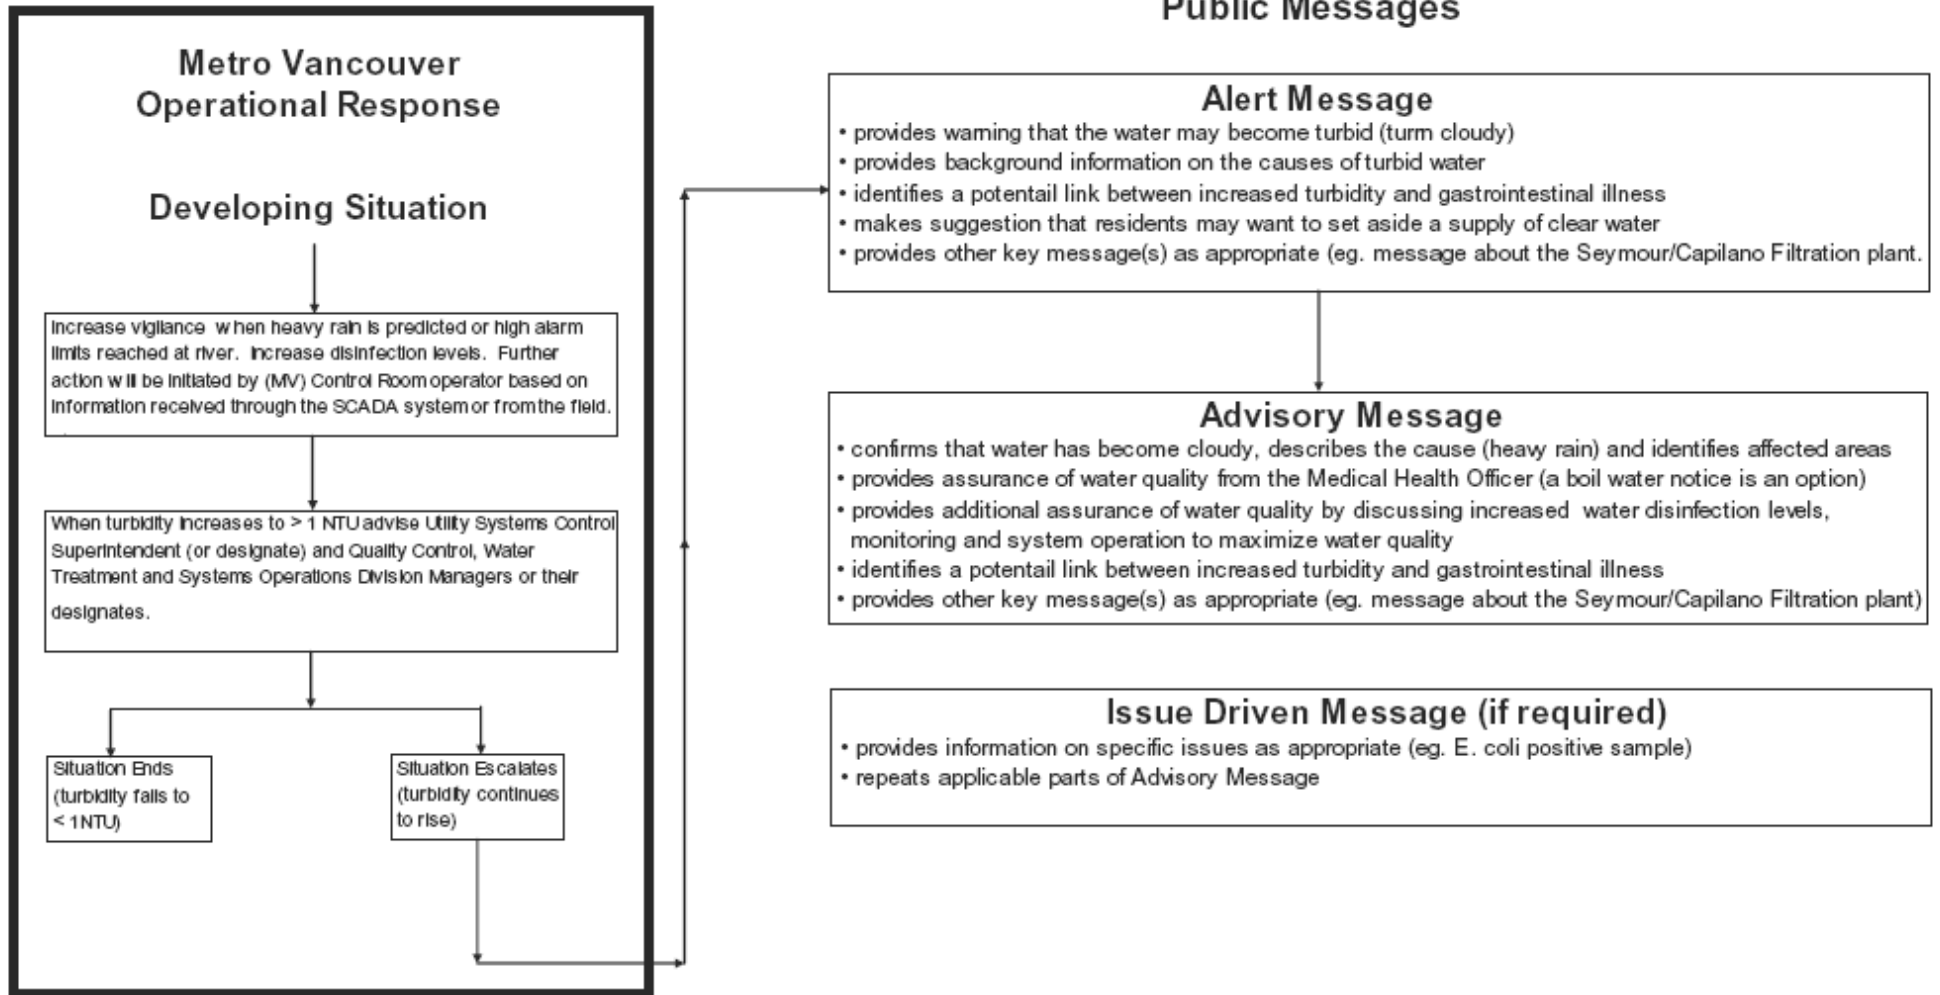 Metro Vancouver
Operational Response
Developing Situation
Increase vigilance when heavy rain is predicted or high alarm
limits reached at river. Increase disinfection levels. Further
action will be initiated by (MV) Control Room operator based on
information received through the SCADA system or from the field.
When turbidity increases to > 1 NTU advise Utility Systems Control
Superintendent (or designate) and Quality Control, Water
Treatment and Systems Operations Division Managers or their
designates.
Situation Ends
(turbidity falls to
< 1NTU)
Situation Escalates
(turbidity continues
to rise)
Public Messages
Alert Message
• provides warning that the water may become turbid (turm cloudy)
• provides background information on the causes of turbid water
• identifies a potentail link between increased turbidity and gastrointestinal illness
• makes suggestion that residents may want to set aside a supply of clear water
• provides other key message(s) as appropriate (eg. message about the Seymour/Capilano Filtration plant.
Advisory Message
• confirms that water has become cloudy, describes the cause (heavy rain) and identifies affected areas
• provides assurance of water quality from the Medical Health Officer (a boil water notice is an option)
• provides additional assurance of water quality by discussing increased water disinfection levels,
monitoring and system operation to maximize water quality
• identifies a potentail link between increased turbidity and gastrointestinal illness
• provides other key message(s) as appropriate (eg. message about the Seymour/Capilano Filtration plant)
Issue Driven Message (if required)
• provides information on specific issues as appropriate (eg. E. coli positive sample)
• repeats applicable parts of Advisory Message